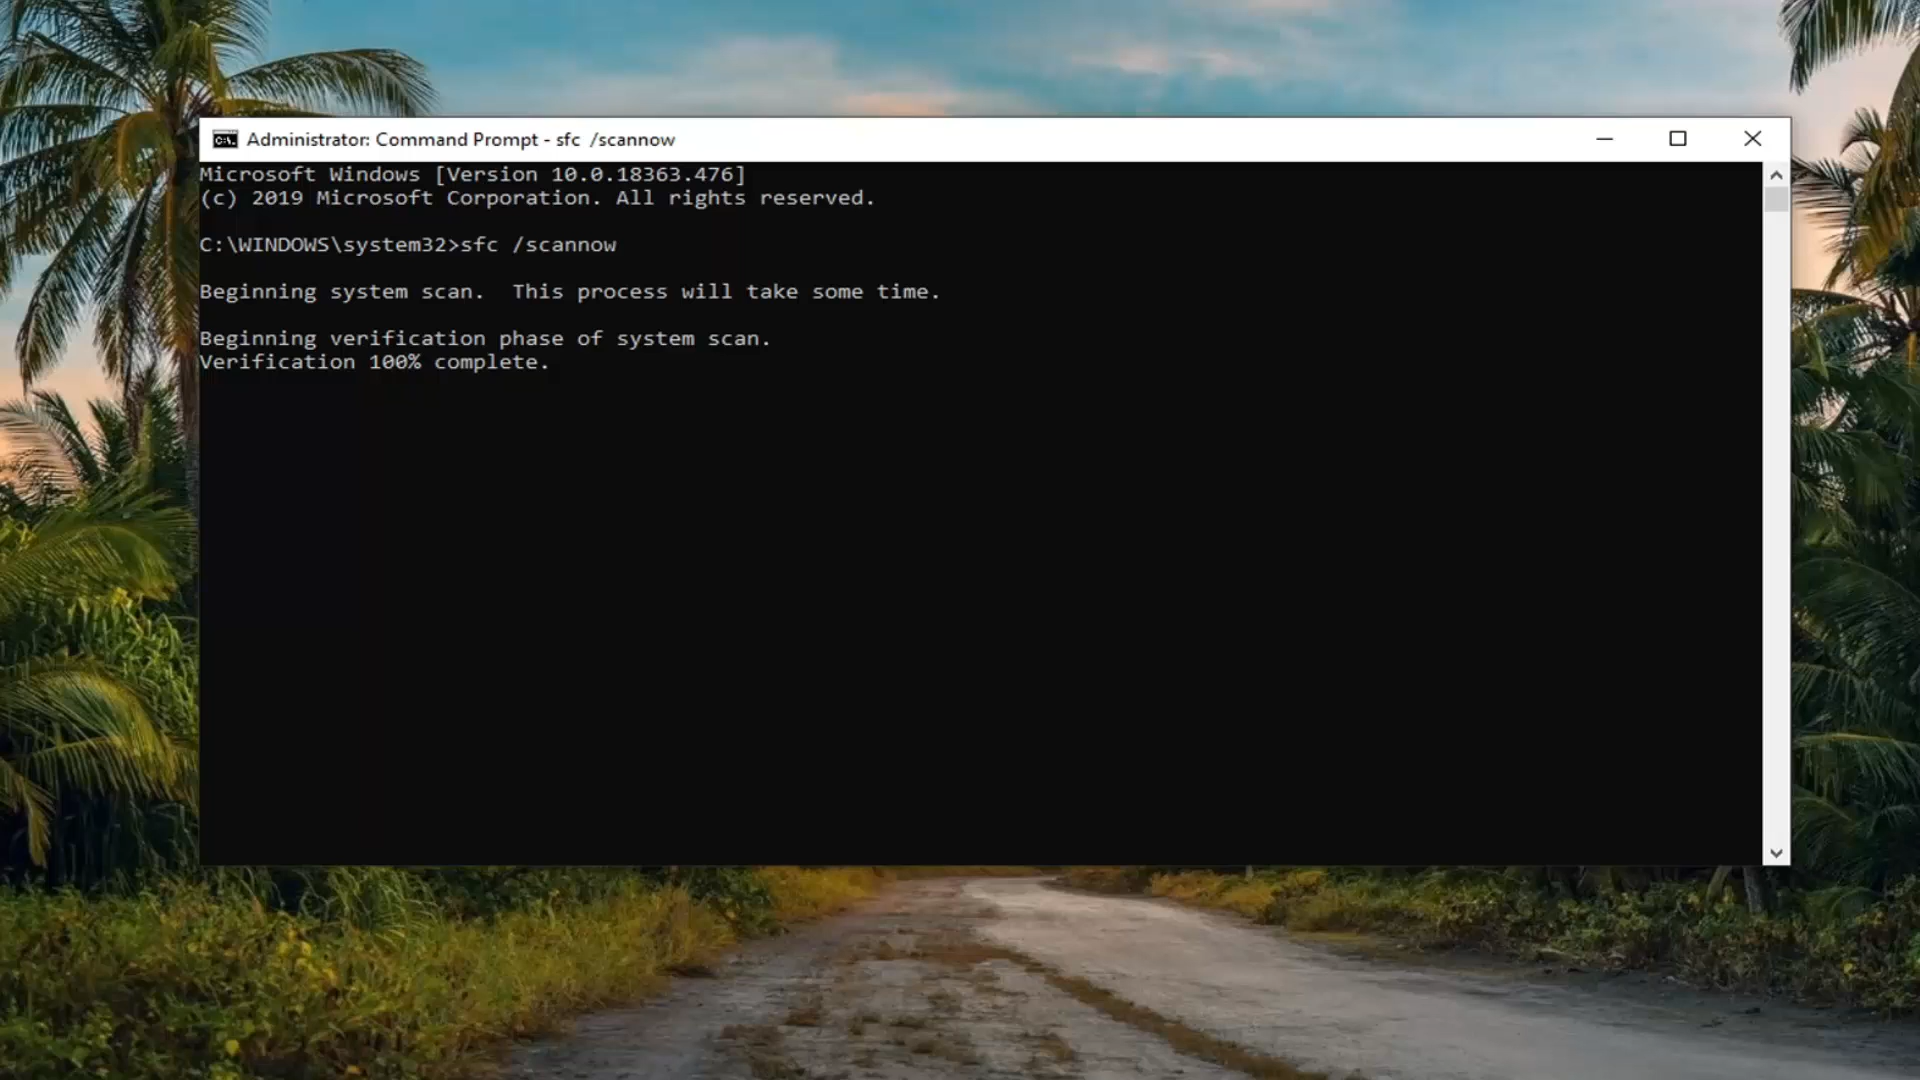 Administrator: Command Prompt - sfc  /scannow
Microsoft Windows [Version 10.0.18363.476]
(c) 2019 Microsoft Corporation. All rights reserved.
C:\WINDOWS\system32>sfc /scannow
Beginning system scan.  This process will take some time.
Beginning verification phase of system scan.
Verification 100% complete.